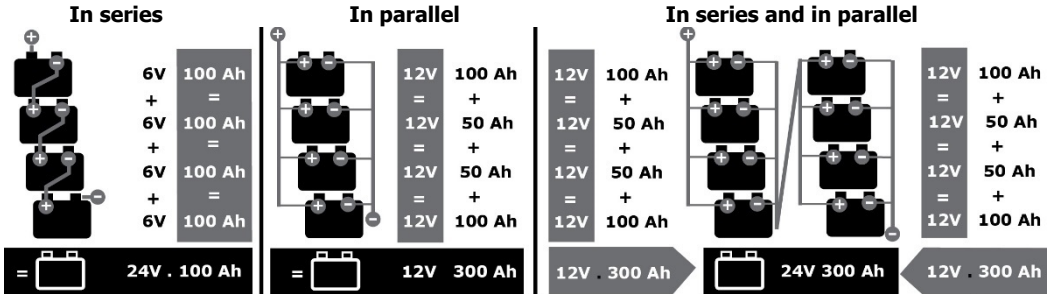 In series
+
6V 100 Ah
+ =
6V 100 Ah
+ =
6V 100 Ah
+ =
6V 100 Ah
-
= 24V . 100 Ah
In parallel
+
12V 100 Ah
= +
12V 50 Ah
= +
12V 50 Ah
= +
12V 100 Ah
-
= 12V 300 Ah
In series and in parallel
+
12V 100 Ah
= +
12V 50 Ah
= +
12V 50 Ah
= +
12V 100 Ah
12V 100 Ah
= +
12V 50 Ah
= +
12V 50 Ah
= +
12V 100 Ah
-
12V . 300 Ah
24V 300 Ah
12V . 300 Ah